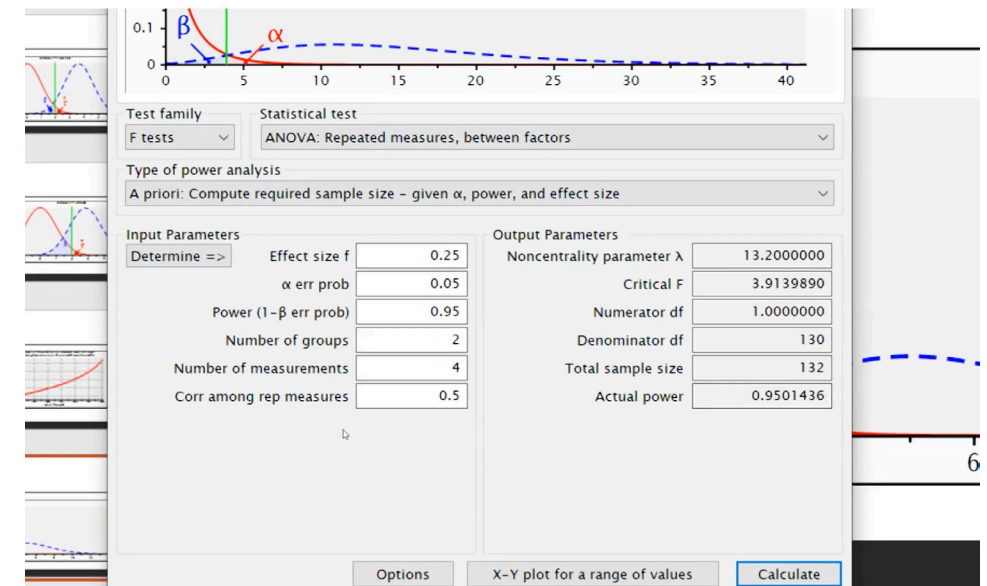 0.1
β
α
0
0 5 10 15 20 25 30 35 40
Test family
Statistical test
F tests
ANOVA: Repeated measures, between factors
Type of power analysis
A priori: Compute required sample size – given α, power, and effect size
Input Parameters
Output Parameters
Determine =>
Effect size f 0.25
Noncentrality parameter λ 13.2000000
α err prob 0.05
Critical F 3.9139890
Power (1–β err prob) 0.95
Numerator df 1.0000000
Number of groups 2
Denominator df 130
Number of measurements 4
Total sample size 132
Corr among rep measures 0.5
Actual power 0.9501436
6
Options
X–Y plot for a range of values
Calculate